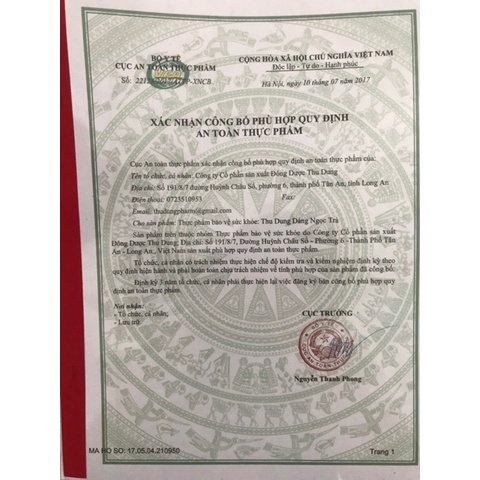 BỘ Y TẾ
CỤC AN TOÀN THỰC PHẨM
Số:
CỘNG HÒA XÃ HỘI CHỦ NGHĨA VIỆT NAM
Độc lập - Tự do - Hạnh phúc
Hà Nội, ngày 10 tháng 07 năm 2017
XÁC NHẬN CÔNG BỐ PHÙ HỢP QUY ĐỊNH
AN TOÀN THỰC PHẨM
Cục An toàn thực phẩm xác nhận công bố phù hợp quy định an toàn thực phẩm của:
Tên tổ chức, cá nhân: Công ty Cổ phần sản xuất Đông Dược Thu Dung
Địa chỉ: Số 191/8/7 đường Huỳnh Châu Sổ, phường 6, thành phố Tân An, tỉnh Long An
Điện thoại: 0723510953 Fax:
Email: thudungpharm@gmail.com
Cho sản phẩm: Thực phẩm bảo vệ sức khỏe: Thu Dung Dáng Ngọc Trà
Sản phẩm trên thuộc nhóm Thực phẩm bảo vệ sức khỏe do Công ty Cổ phần sản xuất
Đông Dược Thu Dung, Địa chỉ: Số 191/8/7, Đường Huỳnh Châu Sổ - Phường 6 - Thành Phố Tân
An - Long An., Việt Nam sản xuất phù hợp quy định an toàn thực phẩm.
Tổ chức, cá nhân có trách nhiệm thực hiện chế độ kiểm tra và kiểm nghiệm định kỳ theo
quy định hiện hành và phải hoàn toàn chịu trách nhiệm về tính phù hợp của sản phẩm đã công bố.
Định kỳ 3 năm tổ chức, cá nhân phải thực hiện lại việc đăng ký bản công bố phù hợp quy
định an toàn thực phẩm.
Nơi nhận:
- Tổ chức, cá nhân;
- Lưu trữ.
CỤC TRƯỞNG
Nguyễn Thanh Phong
MA HO SO: 17.05.04.210950
Trang 1